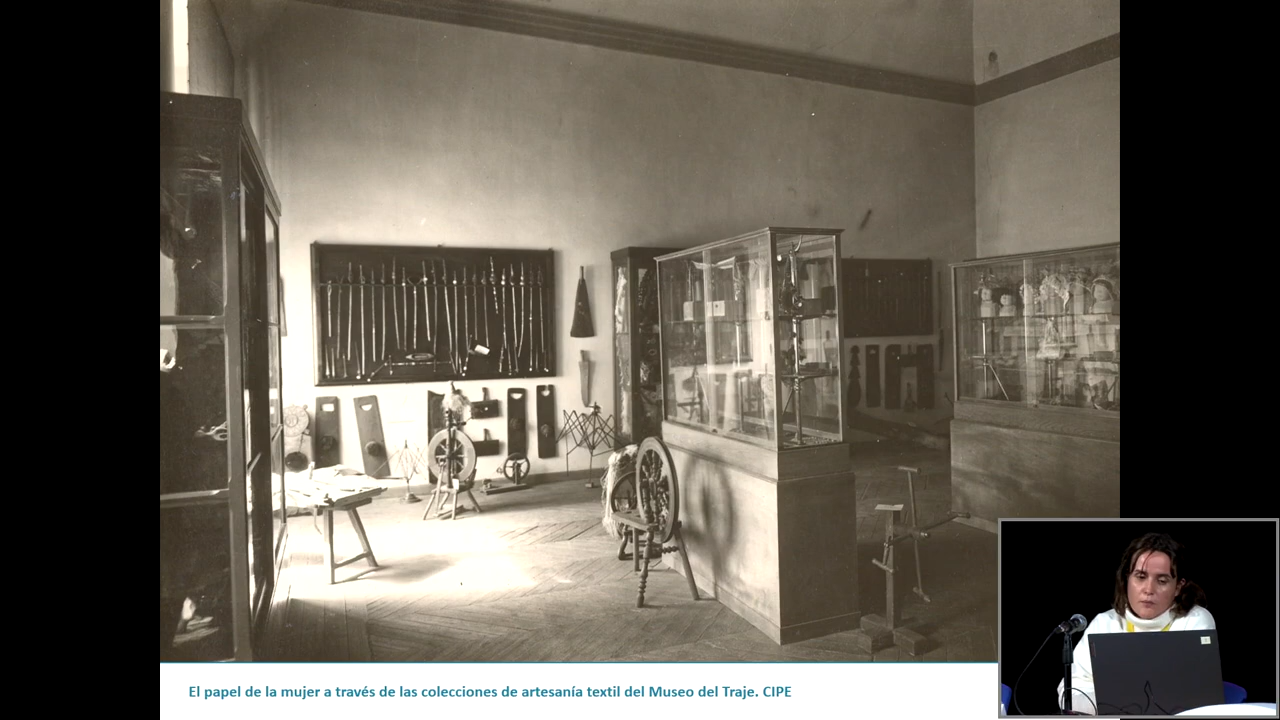 El papel de la mujer a través de las colecciones de artesanía textil del Museo del Traje. CIPE